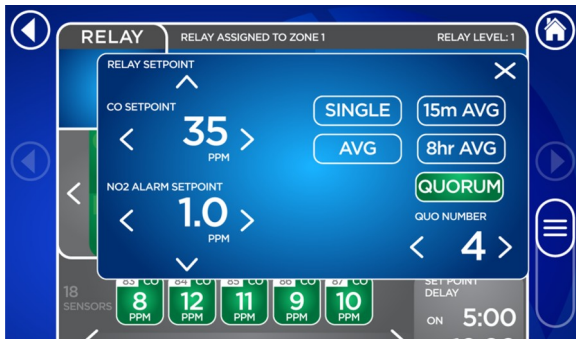 RELAY RELAY ASSIGNED TO ZONE 1 RELAY LEVEL: 1
RELAY SETPOINT
CO SETPOINT
35
PPM
NO2 ALARM SETPOINT
1.0
PPM
SINGLE 15m AVG
AVG 8hr AVG
QUORUM
QUO NUMBER
4
18
SENSORS
83 CO 84 CO 85 CO 86 CO 87 CO
8 12 11 9 10
PPM PPM PPM PPM PPM
SET POINT
DELAY
ON 5:00